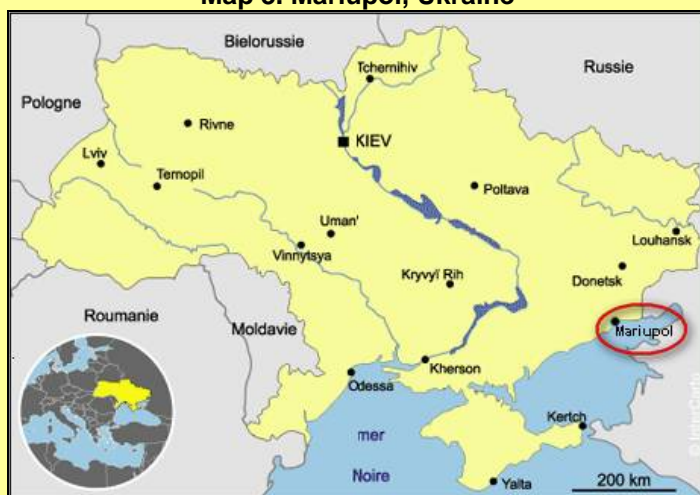 Map of Mariupol, Ukraine
Bielorussie
Tchernihiv
Russie
Pologne
Rivne
KIEV
Lviv
Ternopil
Poltava
Uman'
Vinnytsya
Louhansk
Kryvyï Rih
Donetsk
Roumanie
Moldavie
Mariupol
Kherson
Odessa
Kertch
mer
Noire
Yalta
200 km